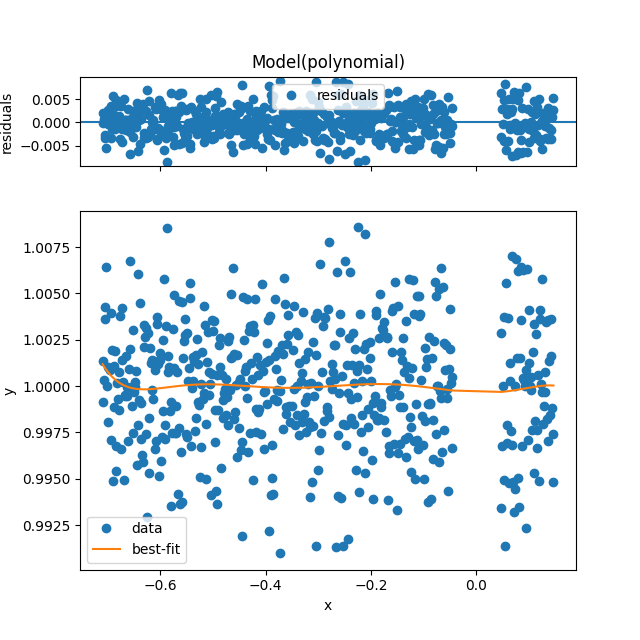 Model(polynomial)
residuals
0.005
0.000
−0.005
residuals
y
1.0075
1.0050
1.0025
1.0000
0.9975
0.9950
0.9925
data
best-fit
−0.6
−0.4
−0.2
0.0
x